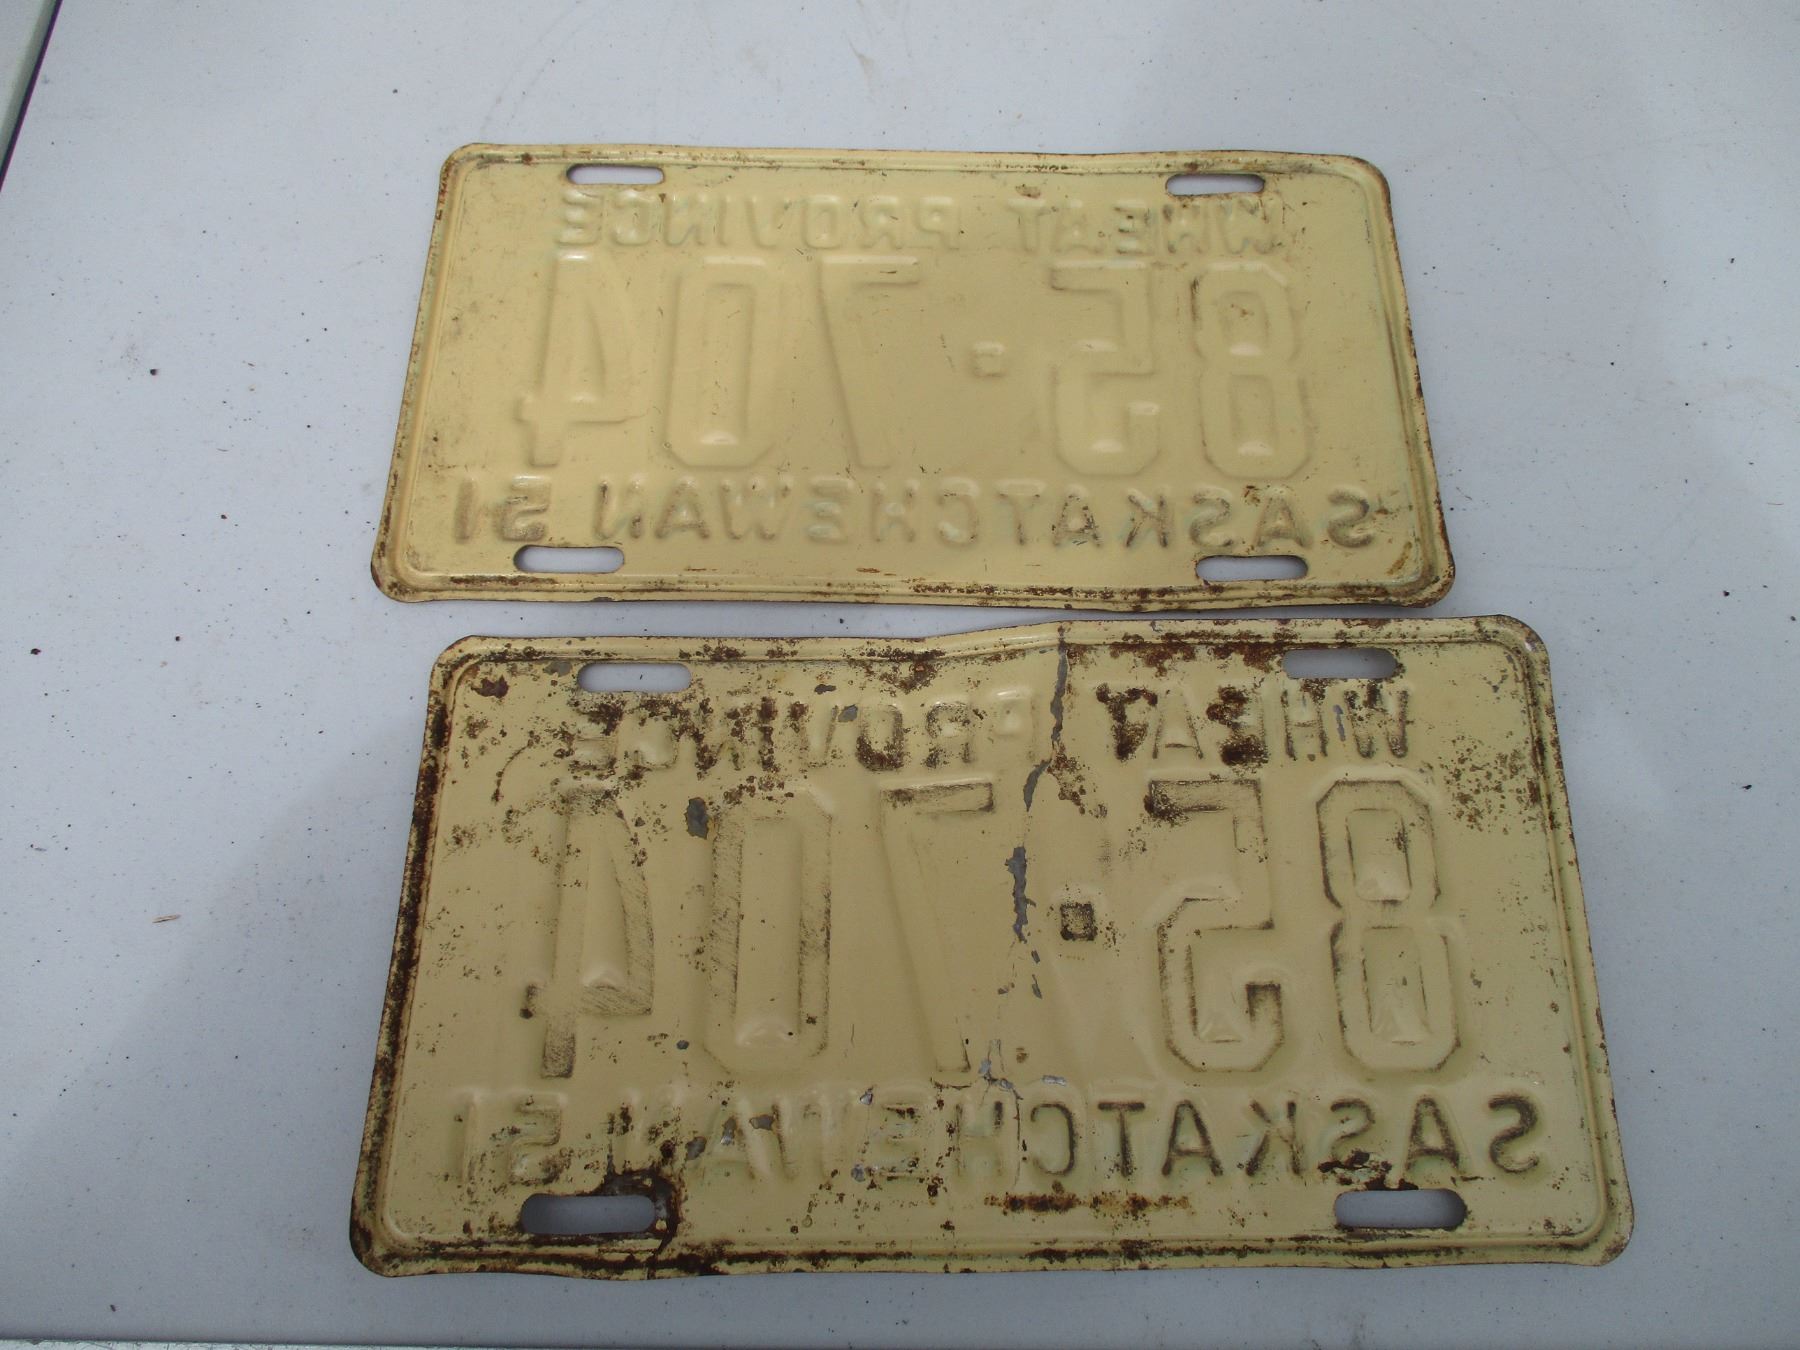 WHEAT PROVINCE
85·704
SASKATCHEWAN 51
WHEAT PROVINCE
85·704
SASKATCHEWAN 51